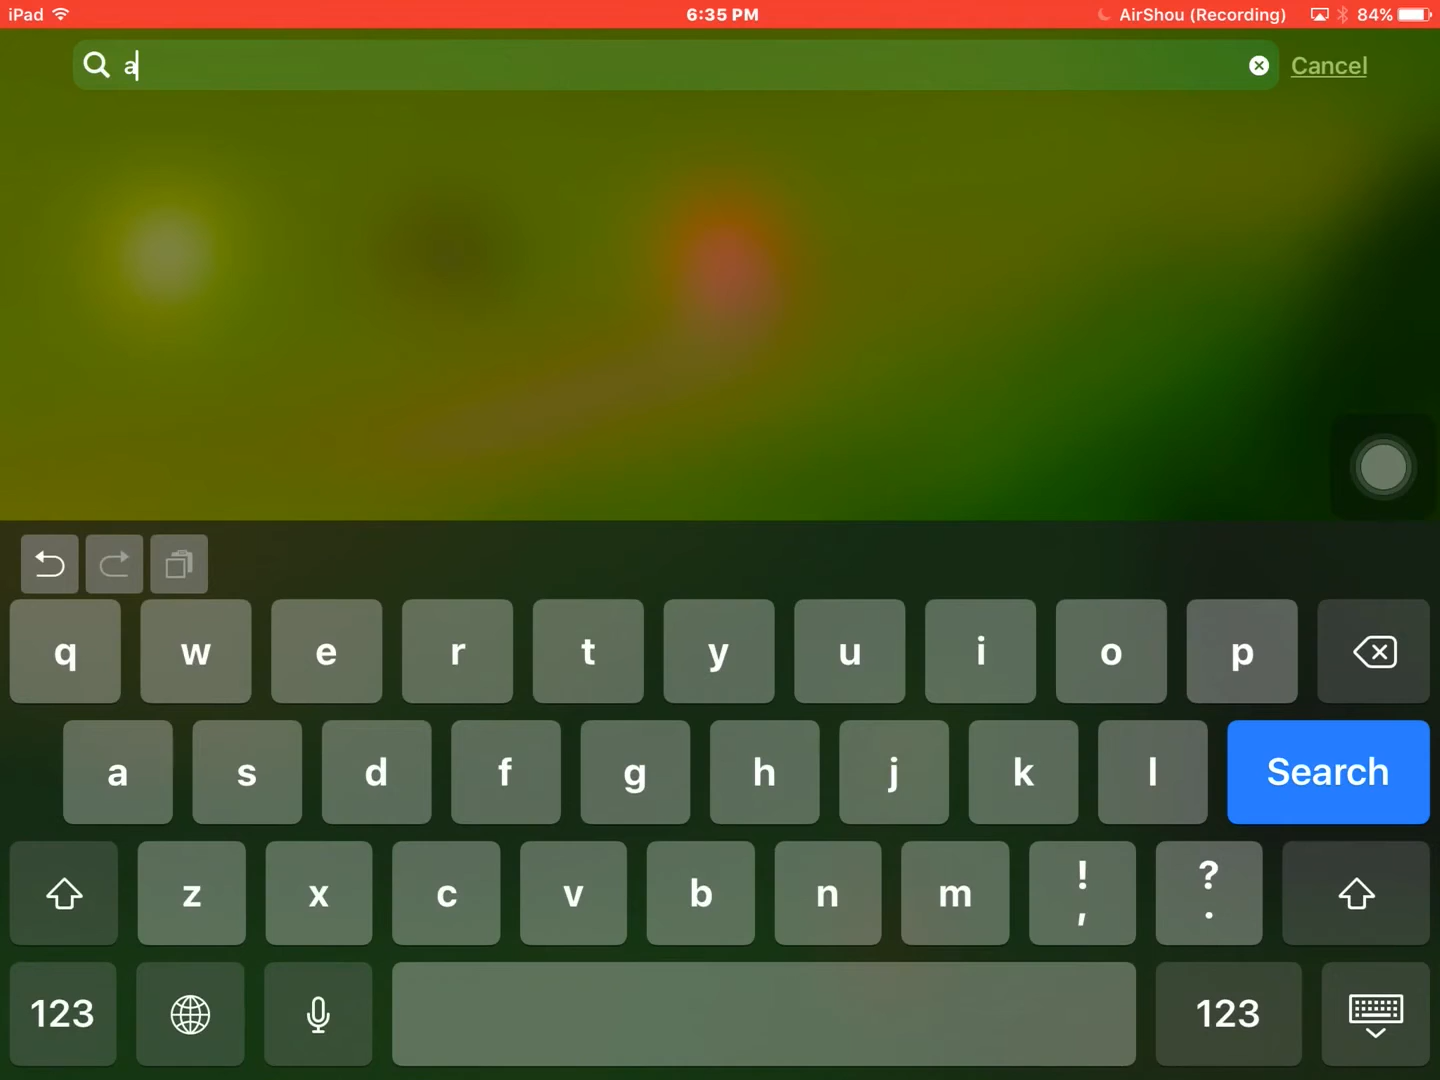 iPad 6:35 PM AirShou (Recording) 84%
a Cancel
q w e r t y u i o p
a s d f g h j k l Search
z x c v b n m ! , ? .
123 123